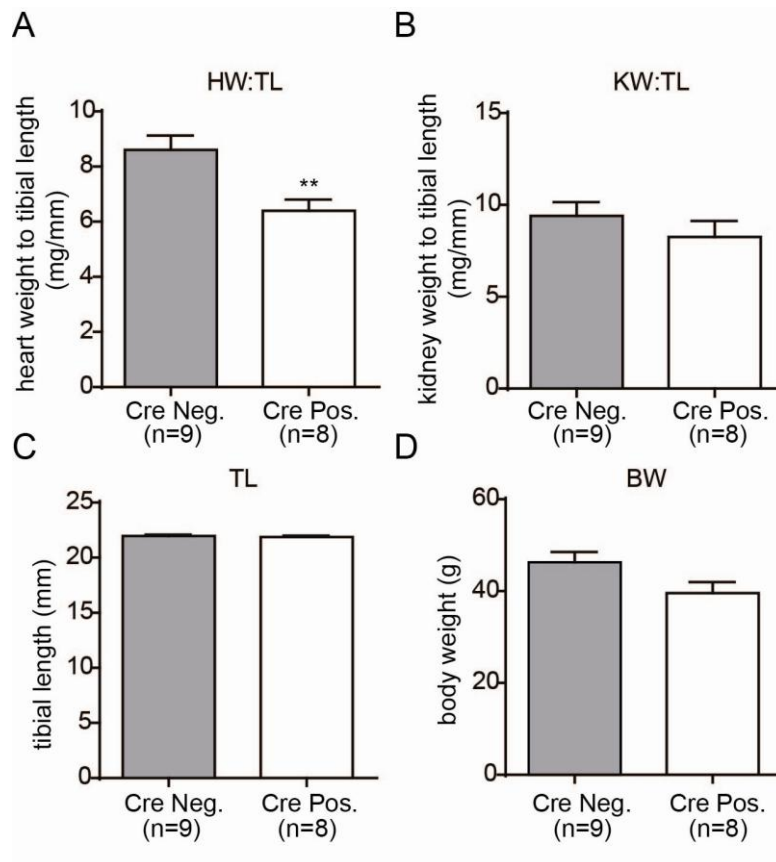 A
HW:TL
heart weight to tibial length
(mg/mm)
10
8
6
4
2
0
**
Cre Neg.
(n=9)
Cre Pos.
(n=8)
B
KW:TL
kidney weight to tibial length
(mg/mm)
15
10
5
0
Cre Neg.
(n=9)
Cre Pos.
(n=8)
C
TL
tibial length (mm)
25
20
15
10
5
0
Cre Neg.
(n=9)
Cre Pos.
(n=8)
D
BW
body weight (g)
60
40
20
0
Cre Neg.
(n=9)
Cre Pos.
(n=8)